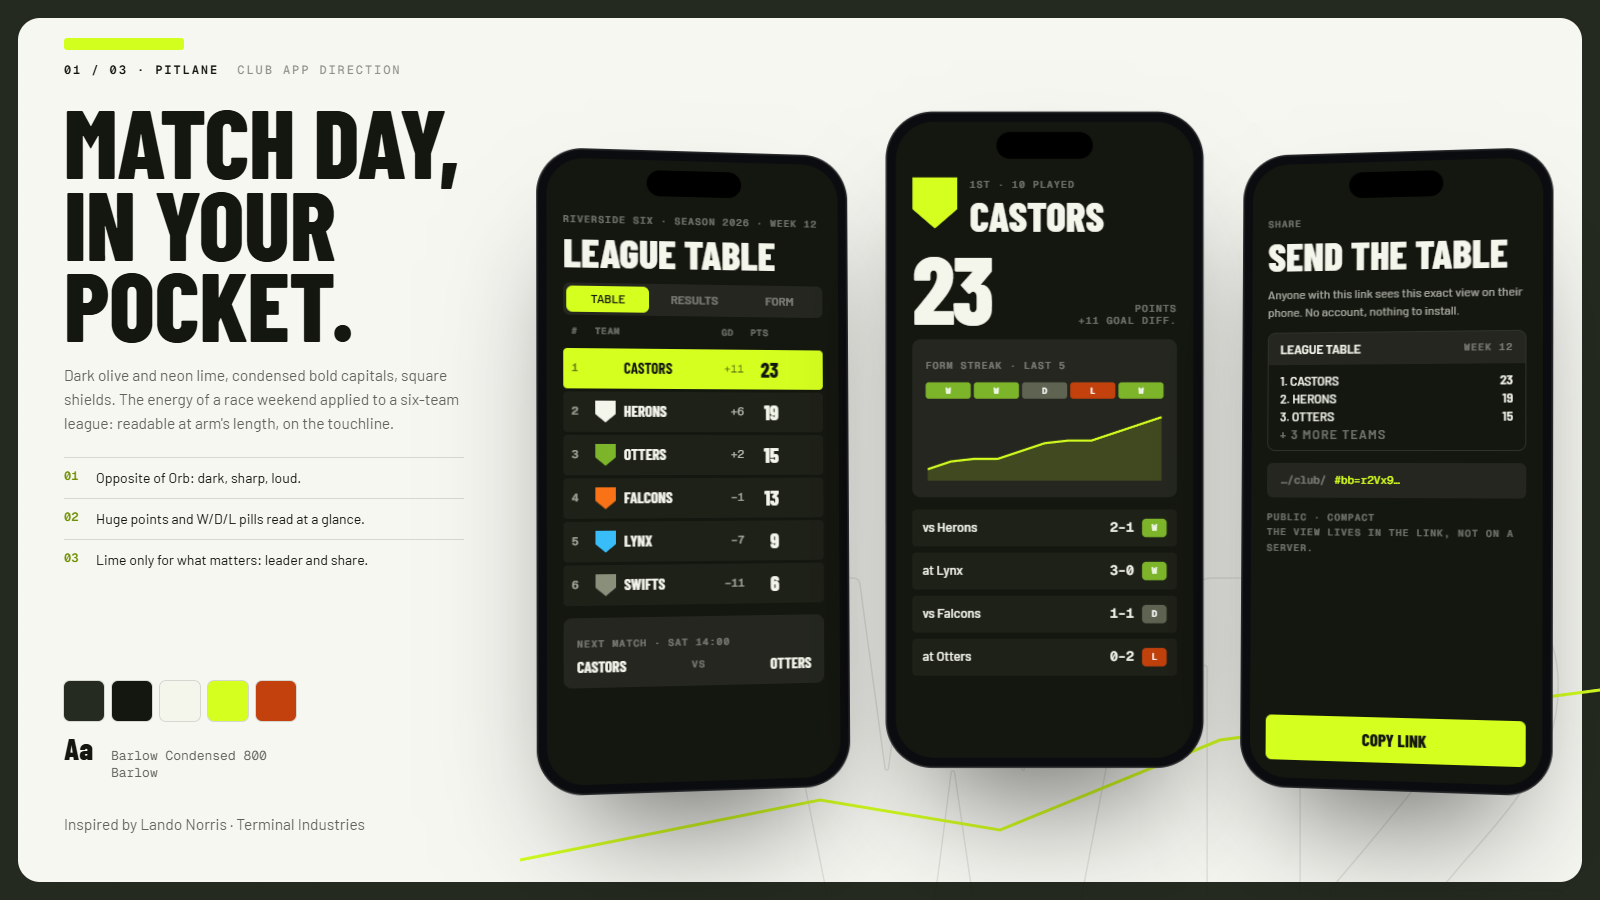 01 / 03 · PITLANE CLUB APP DIRECTION
MATCH DAY,
IN YOUR
POCKET.
Dark olive and neon lime, condensed bold capitals, square
shields. The energy of a race weekend applied to a six-team
league: readable at arm's length, on the touchline.
01 Opposite of Orb: dark, sharp, loud.
02 Huge points and W/D/L pills read at a glance.
03 Lime only for what matters: leader and share.
Aa Barlow Condensed 800
Barlow
Inspired by Lando Norris · Terminal Industries
RIVERSIDE SIX · SEASON 2026 · WEEK 12
LEAGUE TABLE
TABLE RESULTS FORM
# TEAM GD PTS
1 CASTORS +11 23
2 HERONS +6 19
3 OTTERS +2 15
4 FALCONS −1 13
5 LYNX −7 9
6 SWIFTS −11 6
NEXT MATCH · SAT 14:00
CASTORS VS OTTERS
1ST · 10 PLAYED
CASTORS
23
POINTS
+11 GOAL DIFF.
FORM STREAK · LAST 5
W W D L W
vs Herons 2–1 W
at Lynx 3–0 W
vs Falcons 1–1 D
at Otters 0–2 L
SHARE
SEND THE TABLE
Anyone with this link sees this exact view on their
phone. No account, nothing to install.
LEAGUE TABLE WEEK 12
1. CASTORS 23
2. HERONS 19
3. OTTERS 15
+ 3 MORE TEAMS
…/club/ #bb=r2Vx9…
PUBLIC · COMPACT
THE VIEW LIVES IN THE LINK, NOT ON A
SERVER.
COPY LINK